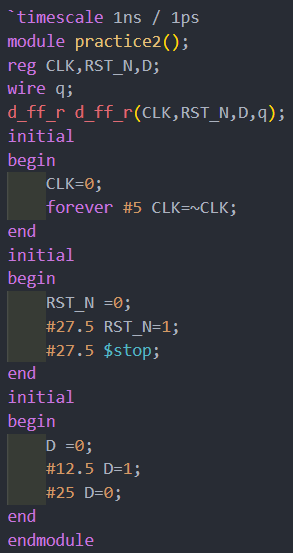 `timescale 1ns / 1ps
module practice2();
reg CLK,RST_N,D;
wire q;
d_ff_r d_ff_r(CLK,RST_N,D,q);
initial
begin
    CLK=0;
    forever #5 CLK=~CLK;
end
initial
begin
    RST_N =0;
    #27.5 RST_N=1;
    #27.5 $stop;
end
initial
begin
    D =0;
    #12.5 D=1;
    #25 D=0;
end
endmodule